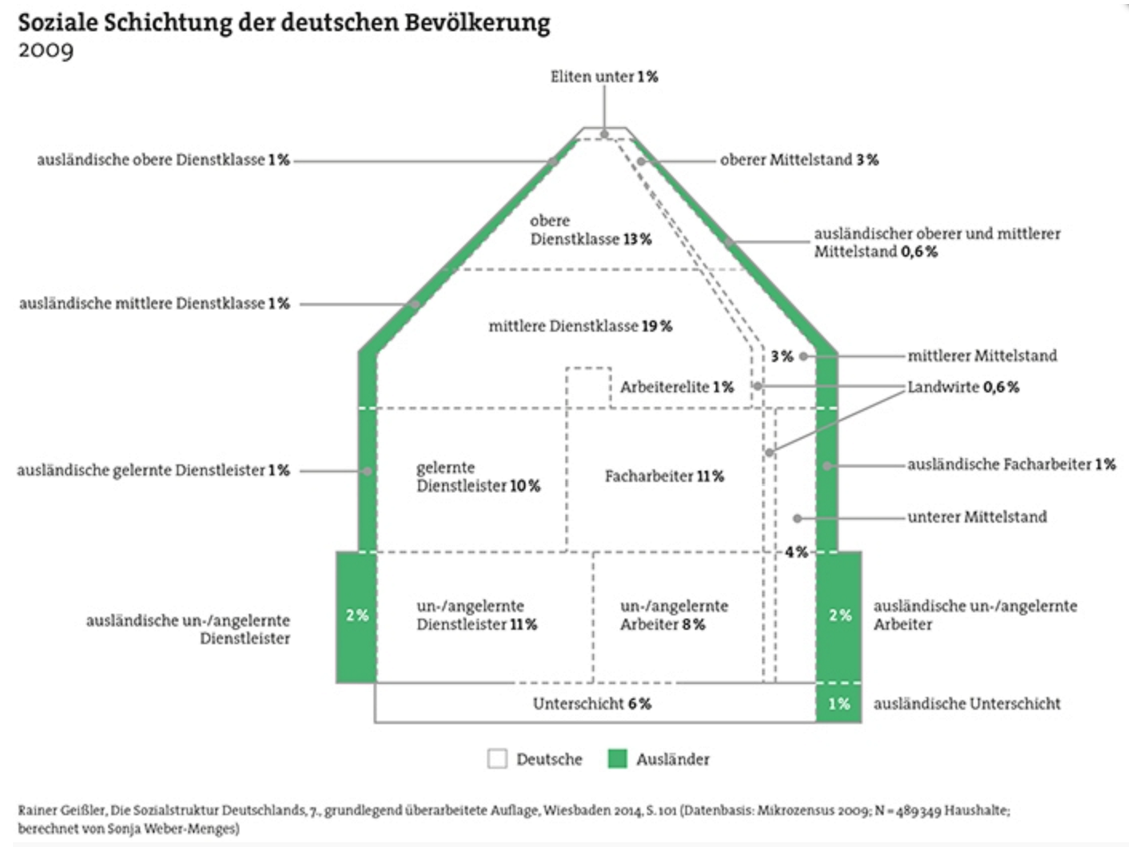 Soziale Schichtung der deutschen Bevölkerung
2009
Eliten unter 1%
ausländische obere Dienstklasse 1%
oberer Mittelstand 3%
obere
Dienstklasse 13%
ausländischer oberer und mittlerer
Mittelstand 0,6%
ausländische mittlere Dienstklasse 1%
mittlere Dienstklasse 19%
3%
mittlerer Mittelstand
Arbeiterelite 1%
Landwirte 0,6%
ausländische gelernte Dienstleister 1%
gelernte
Dienstleister 10%
Facharbeiter 11%
ausländische Facharbeiter 1%
unterer Mittelstand
4%
ausländische un-/angelernte
Dienstleister
2%
un-/angelernte
Dienstleister 11%
un-/angelernte
Arbeiter 8%
2%
ausländische un-/angelernte
Arbeiter
Unterschicht 6%
1%
ausländische Unterschicht
Deutsche
Ausländer
Rainer Geißler, Die Sozialstruktur Deutschlands, 7., grundlegend überarbeitete Auflage, Wiesbaden 2014, S. 101 (Datenbasis: Mikrozensus 2009; N = 489349 Haushalte;
berechnet von Sonja Weber-Menges)